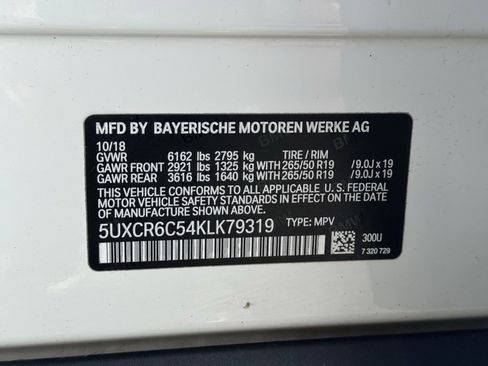 MFD BY BAYERISCHE MOTOREN WERKE AG
10/18
GVWR 6162 lbs 2795 kg TIRE / RIM
GAWR FRONT 2921 lbs 1325 kg WITH 265/50 R19 /9.0J x 19
GAWR REAR 3616 lbs 1640 kg WITH 265/50 R19 /9.0J x 19
THIS VEHICLE CONFORMS TO ALL APPLICABLE U. S. FEDERAL
MOTOR VEHICLE SAFETY STANDARDS IN EFFECT ON THE DATE OF
MANUFACTURE SHOWN ABOVE.
5UXCR6C54KLK79319 TYPE: MPV
300U
7 320 729